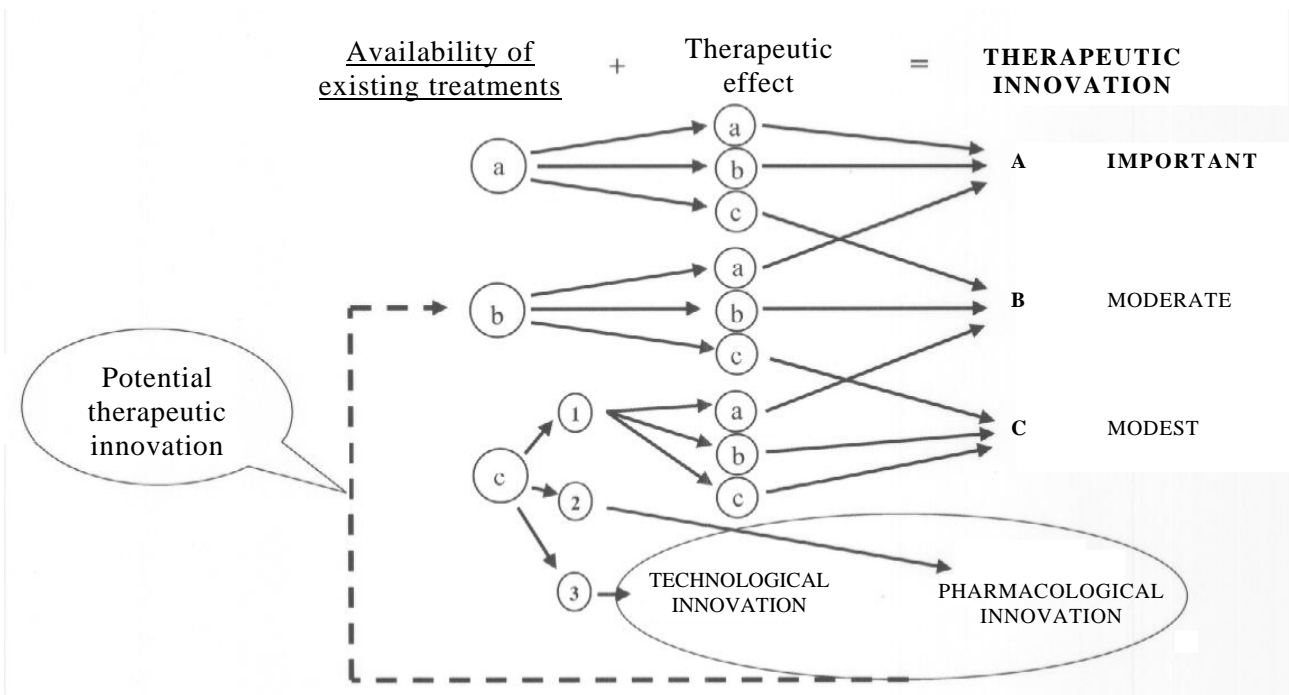 Availability of existing treatments + Therapeutic effect = THERAPEUTIC INNOVATION
a
a
b
c
A IMPORTANT
b
a
b
c
B MODERATE
Potential
therapeutic
innovation
c
1
2
3
a
b
c
C MODEST
TECHNOLOGICAL
INNOVATION
PHARMACOLOGICAL
INNOVATION